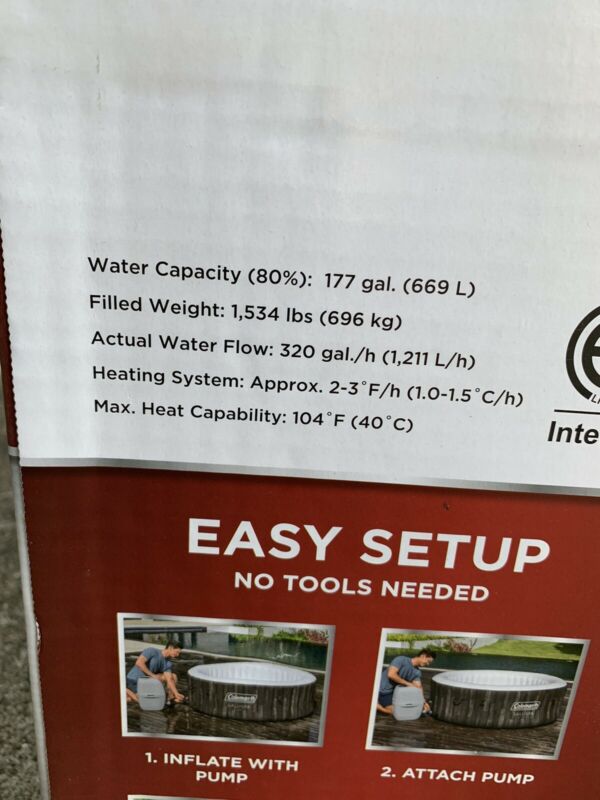 Water Capacity (80%): 177 gal. (669 L)
Filled Weight: 1,534 lbs (696 kg)
Actual Water Flow: 320 gal./h (1,211 L/h)
Heating System: Approx. 2-3°F/h (1.0-1.5°C/h)
Max. Heat Capability: 104°F (40°C)
Inte
EASY SETUP
NO TOOLS NEEDED
Coleman
Coleman
1. INFLATE WITH
PUMP
2. ATTACH PUMP